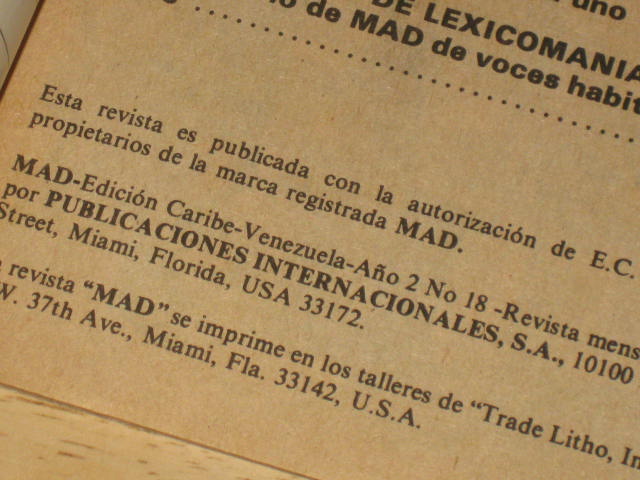 uno
DE LEXICOMANIA
de MAD de voces habit
Esta revista es publicada con la autorización de E.C.
propietarios de la marca registrada MAD.
MAD-Edición Caribe-Venezuela-Año 2 No 18 -Revista mens
por PUBLICACIONES INTERNACIONALES, S.A., 10100
Street, Miami, Florida, USA 33172.
revista "MAD" se imprime en los talleres de "Trade Litho, In
W. 37th Ave., Miami, Fla. 33142, U.S.A.